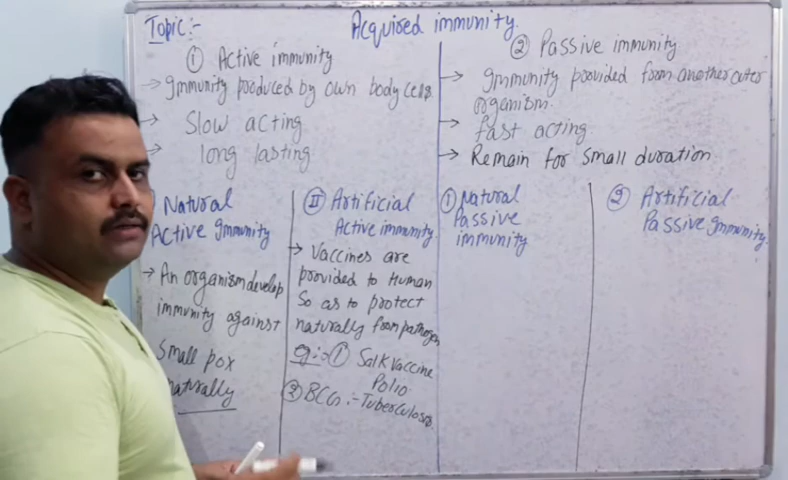 Topic:-
Acquired immunity.
① Active immunity
→ Immunity produced by own body cells.
→ Slow acting
→ long lasting
② Passive immunity
→ Immunity provided from another outer
organism.
→ fast acting
→ Remain for small duration
Natural
Active Immunity
→ An organism develop
immunity against
Small pox
naturally
II Artificial
Active immunity.
→ Vaccines are
provided to Human
So as to protect
naturally from pathogen
eg:- ① Salk Vaccine
Polio
② BCG :- Tuberculosis.
① Natural
Passive
immunity
② Artificial
Passive Immunity.